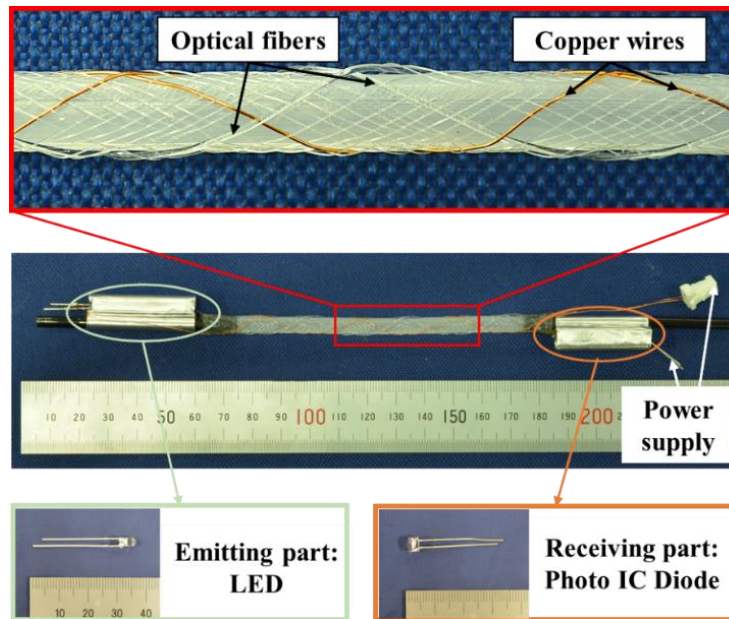 Optical fibers
Copper wires
10 20 30 40 50 60 70 80 90 100 110 120 130 140 150 160 170 180 190 200
Power
supply
Emitting part:
LED
Receiving part:
Photo IC Diode
10 20 30 40